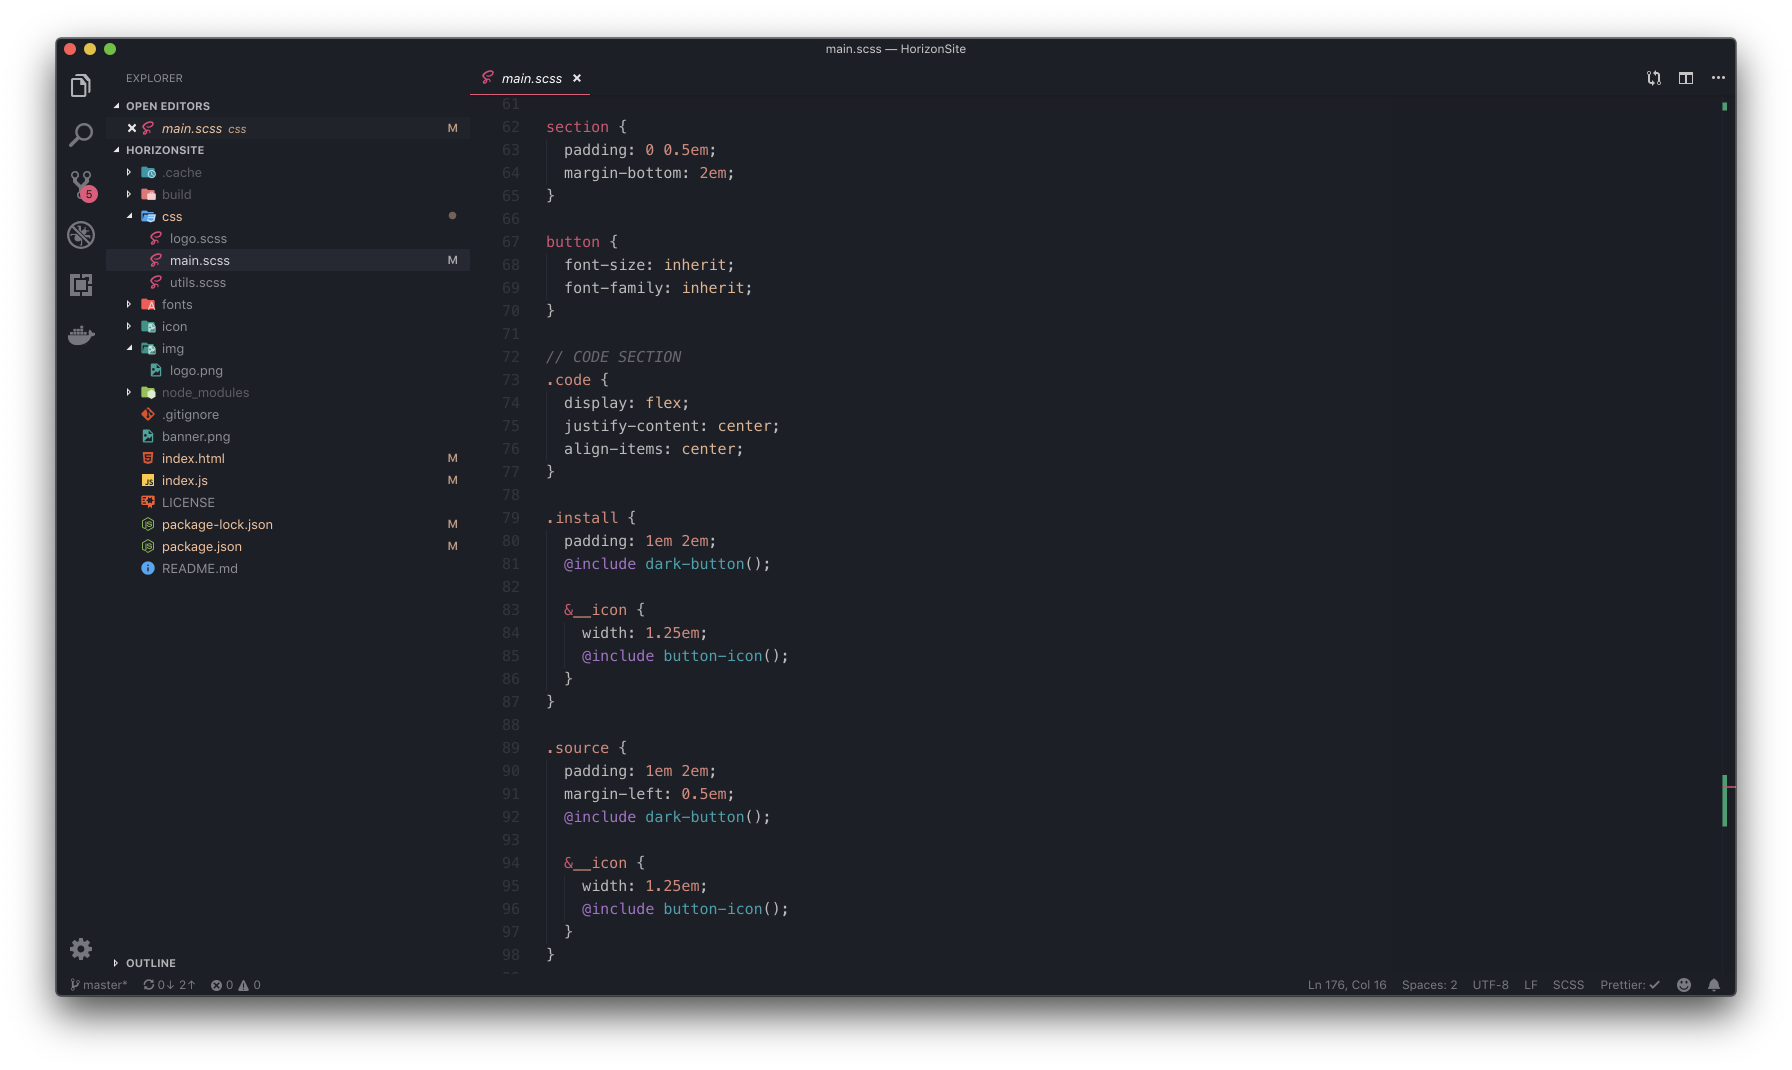 main.scss — HorizonSite
EXPLORER
OPEN EDITORS
main.scss css M
HORIZONSITE
.cache
build
css
logo.scss
main.scss M
utils.scss
fonts
icon
img
logo.png
node_modules
.gitignore
banner.png
index.html M
index.js M
LICENSE
package-lock.json M
package.json M
README.md
OUTLINE
5
main.scss
61
62 section {
63 padding: 0 0.5em;
64 margin-bottom: 2em;
65 }
66
67 button {
68 font-size: inherit;
69 font-family: inherit;
70 }
71
72 // CODE SECTION
73 .code {
74 display: flex;
75 justify-content: center;
76 align-items: center;
77 }
78
79 .install {
80 padding: 1em 2em;
81 @include dark-button();
82
83 &__icon {
84 width: 1.25em;
85 @include button-icon();
86 }
87 }
88
89 .source {
90 padding: 1em 2em;
91 margin-left: 0.5em;
92 @include dark-button();
93
94 &__icon {
95 width: 1.25em;
96 @include button-icon();
97 }
98 }
master* 0↓ 2↑ 0 0 Ln 176, Col 16 Spaces: 2 UTF-8 LF SCSS Prettier: ✓